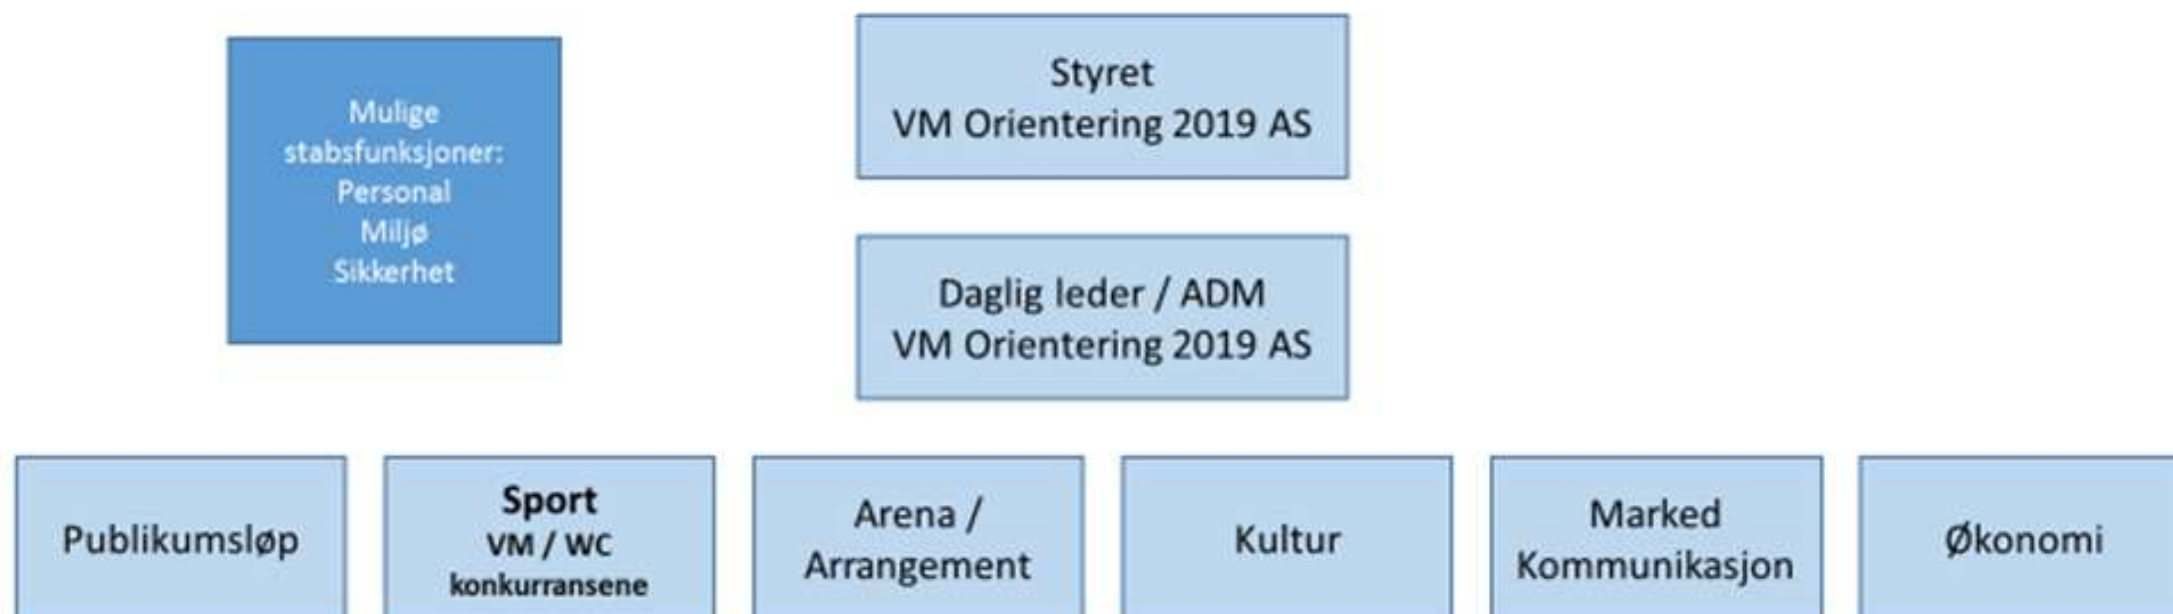 Mulige
stabsfunksjoner:
Personal
Miljø
Sikkerhet
Styret
VM Orientering 2019 AS
Daglig leder / ADM
VM Orientering 2019 AS
Publikumsløp
Sport
VM / WC
konkurransene
Arena /
Arrangement
Kultur
Marked
Kommunikasjon
Økonomi